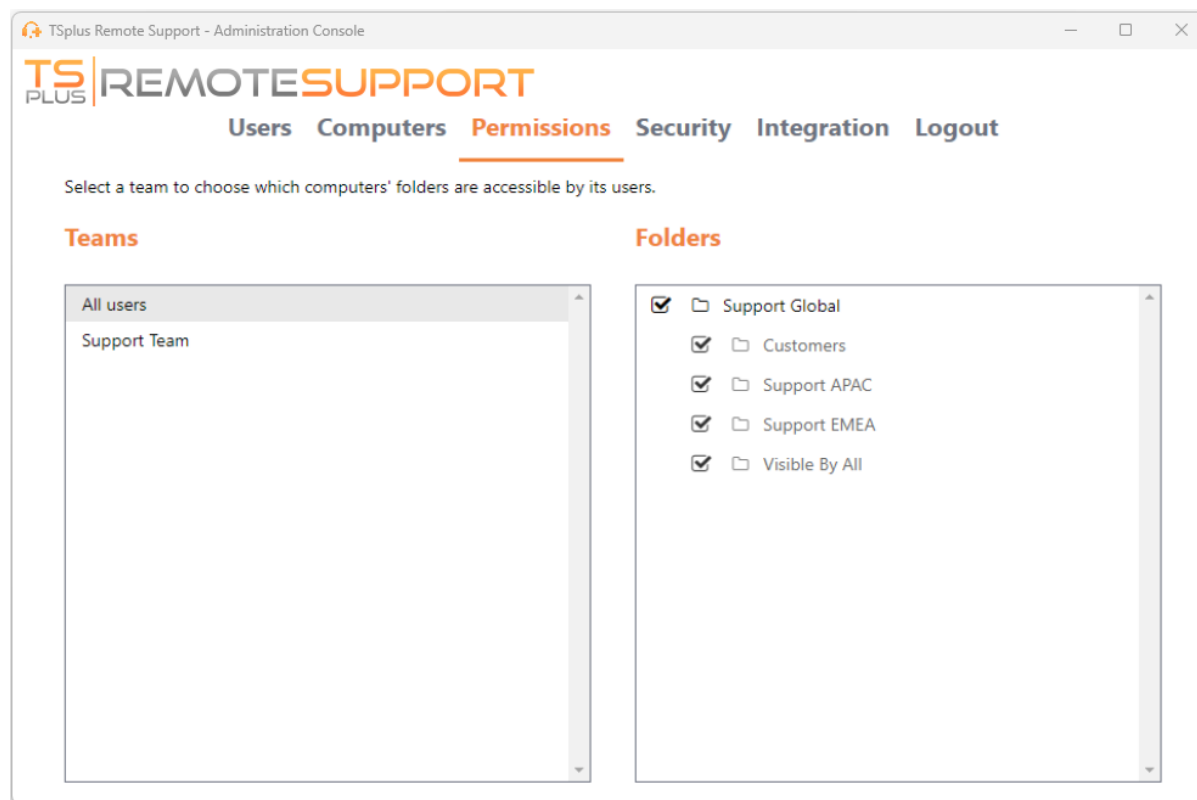 TSplus Remote Support - Administration Console
TS PLUS REMOTESUPPORT
Users Computers Permissions Security Integration Logout
Select a team to choose which computers' folders are accessible by its users.
Teams
Folders
All users
Support Team
Support Global
Customers
Support APAC
Support EMEA
Visible By All